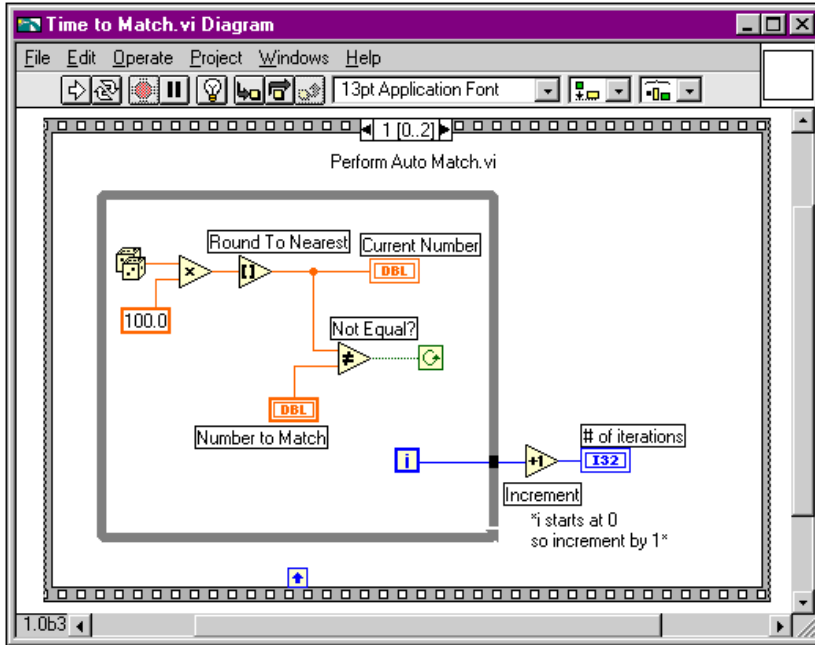 Time to Match.vi Diagram
File Edit Operate Project Windows Help
13pt Application Font
1 [0..2]
Perform Auto Match.vi
Round To Nearest
Current Number
×
[ ]
DBL
100.0
Not Equal?
≠
DBL
Number to Match
# of iterations
i
+1
I32
Increment
*i starts at 0
so increment by 1*
1.0b3